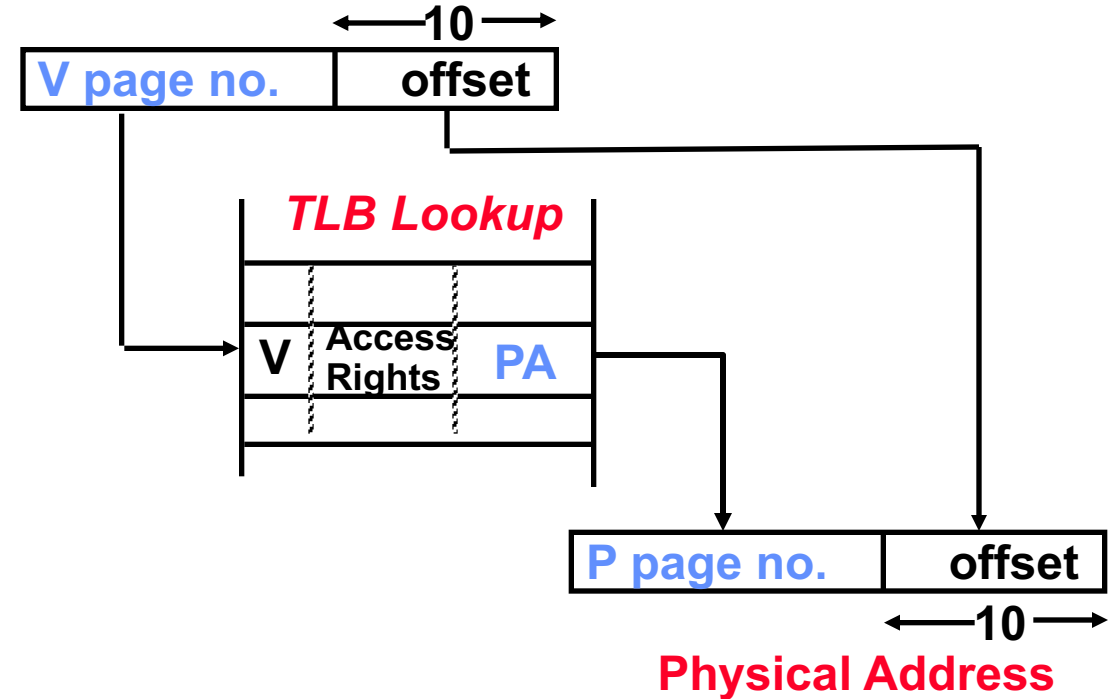 10
V page no. offset
TLB Lookup
V Access Rights PA
P page no. offset
10
Physical Address